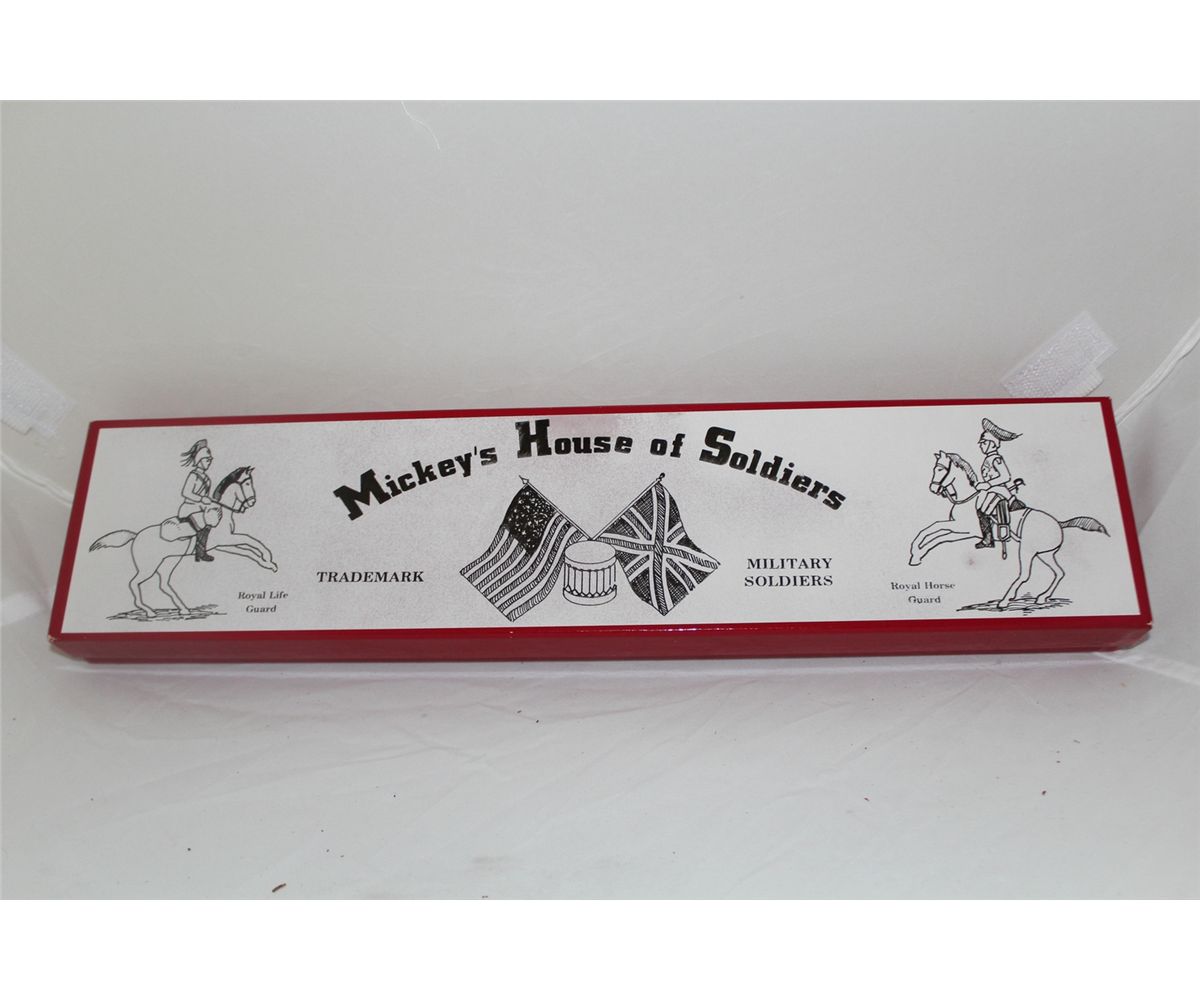 Mickey's House of Soldiers
TRADEMARK
MILITARY
SOLDIERS
Royal Life
Guard
Royal Horse
Guard